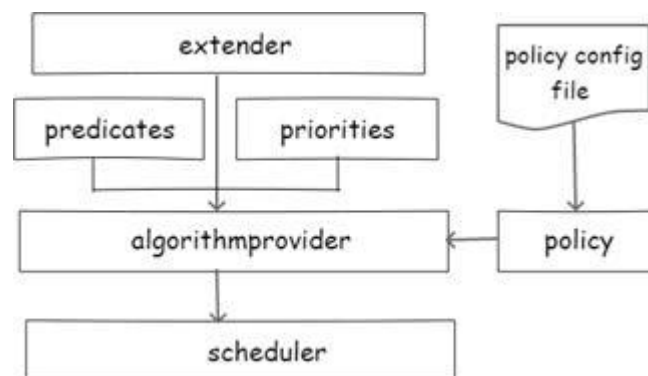 extender
policy config
file
predicates
priorities
algorithmprovider
policy
scheduler